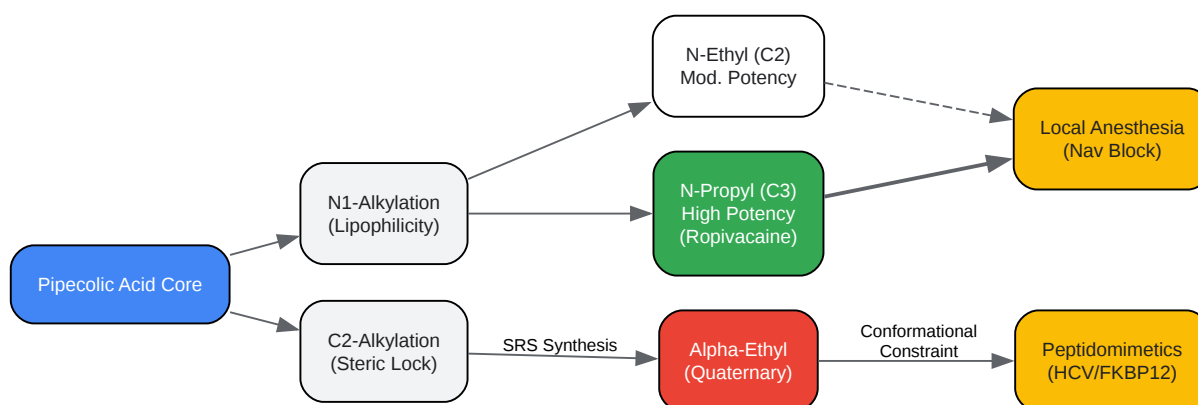 Pipecolic Acid Core
N1-Alkylation
(Lipophilicity)
C2-Alkylation
(Steric Lock)
SRS Synthesis
N-Ethyl (C2)
Mod. Potency
N-Propyl (C3)
High Potency
(Ropivacaine)
Alpha-Ethyl
(Quaternary)
Conformational
Constraint
Local Anesthesia
(Nav Block)
Peptidomimetics
(HCV/FKBP12)